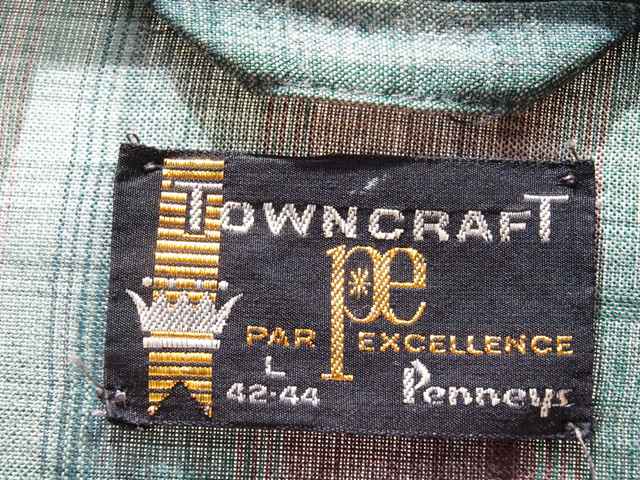 TOWNCRAFT
pe
PAR EXCELLENCE
L
42-44
Penneys